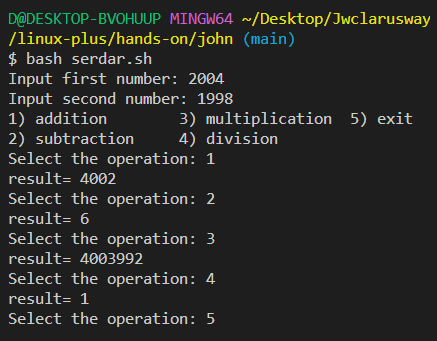 D@DESKTOP-BVOHUUP MINGW64 ~/Desktop/Jwclarusway
/linux-plus/hands-on/john (main)
$ bash serdar.sh
Input first number: 2004
Input second number: 1998
1) addition        3) multiplication  5) exit
2) subtraction     4) division
Select the operation: 1
result= 4002
Select the operation: 2
result= 6
Select the operation: 3
result= 4003992
Select the operation: 4
result= 1
Select the operation: 5